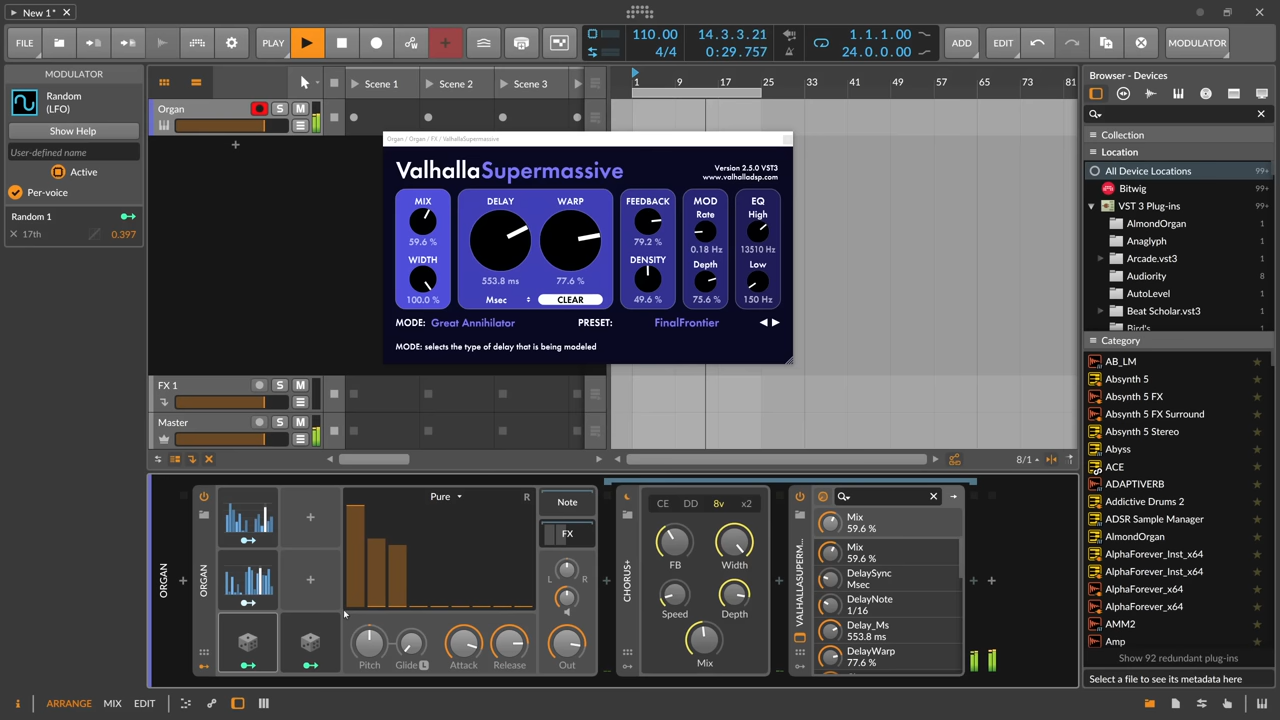 New 1*
FILE
PLAY
110.00
4/4
14.3.3.21
0:29.757
1.1.1.00
24.0.0.00
ADD
EDIT
MODULATOR
MODULATOR
Random
(LFO)
Show Help
User-defined name
Active
Per-voice
Random 1
17th
0.397
Scene 1
Scene 2
Scene 3
Organ
S
M
1
9
17
25
33
41
49
57
65
73
81
Organ / Organ / FX / ValhallaSupermassive
ValhallaSupermassive
Version 2.5.0 VST3
www.valhalladsp.com
MIX
59.6 %
WIDTH
100.0 %
DELAY
553.8 ms
Msec
WARP
77.6 %
CLEAR
FEEDBACK
79.2 %
DENSITY
49.6 %
MOD
Rate
0.18 Hz
Depth
75.6 %
EQ
High
13510 Hz
Low
150 Hz
MODE: Great Annihilator
PRESET: FinalFrontier
MODE: selects the type of delay that is being modeled
FX 1
S
M
Master
S
M
8/1
Browser - Devices
Collection
Location
All Device Locations 99+
Bitwig 99+
VST 3 Plug-ins 99+
AlmondOrgan 1
Anaglyph 1
Arcade.vst3 1
Audiority 1
AutoLevel 1
Beat Scholar.vst3 1
Bird's
Category
AB_LM
Absynth 5
Absynth 5 FX
Absynth 5 FX Surround
Absynth 5 Stereo
Abyss
ACE
ADAPTIVERB
Addictive Drums 2
ADSR Sample Manager
AlmondOrgan
AlphaForever_Inst_x64
AlphaForever_Inst_x64
AlphaForever_x64
AlphaForever_x64
AMM2
Amp
Show 92 redundant plug-ins
Select a file to see its metadata here
ORGAN
ORGAN
Pure
R
Pitch
Glide
L
Attack
Release
Note
FX
L
R
Out
CHORUS+
CE
DD
8v
x2
FB
Width
Speed
Depth
Mix
VALHALLASUPERM...
Mix
59.6 %
Mix
59.6 %
DelaySync
Msec
DelayNote
1/16
Delay_Ms
553.8 ms
DelayWarp
77.6 %
i
ARRANGE
MIX
EDIT